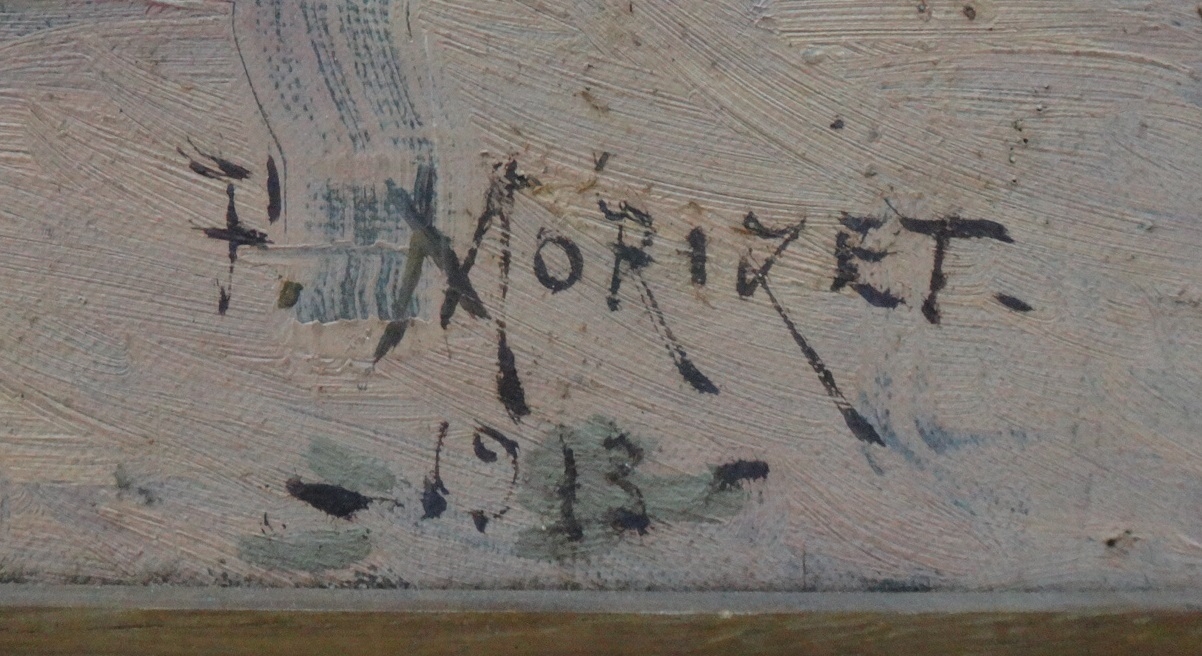 F. MORIZET.
- 1913 -